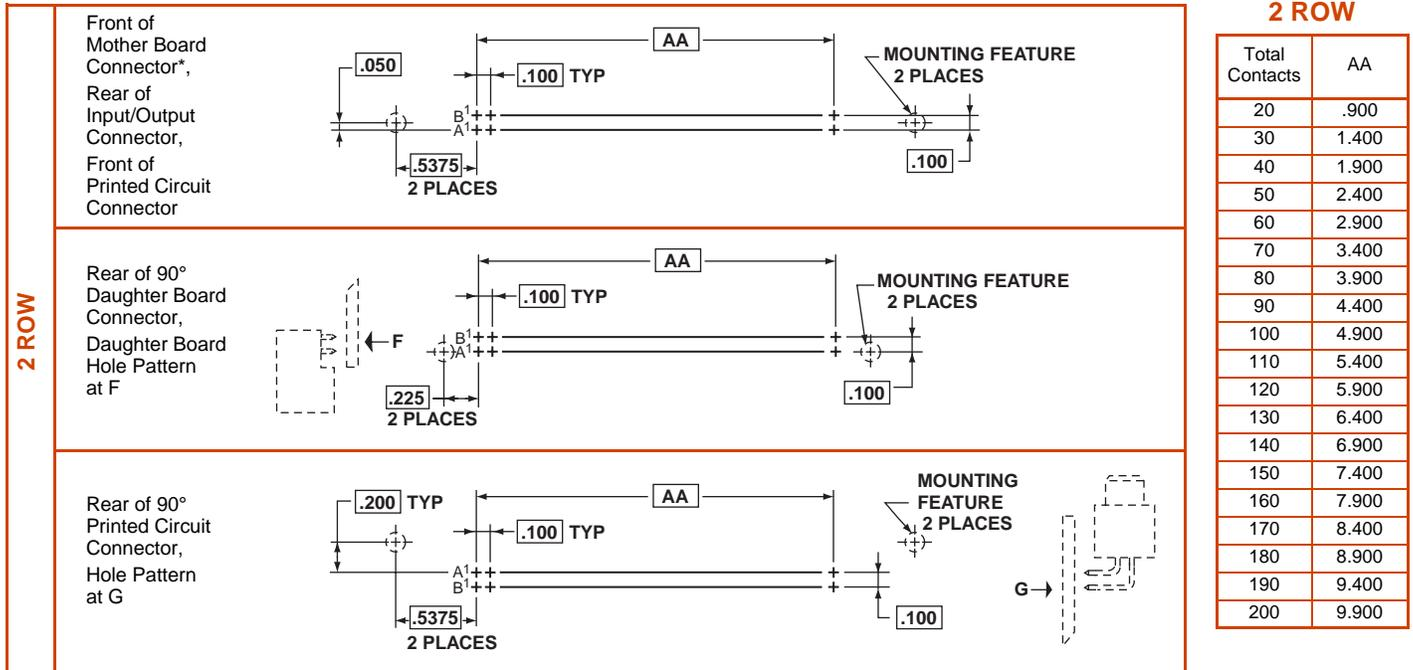 2 ROW
Front of
Mother Board
Connector*,
Rear of
Input/Output
Connector,
Front of
Printed Circuit
Connector
.050
AA
.100 TYP
MOUNTING FEATURE
2 PLACES
B1
A1
.5375
2 PLACES
.100
Rear of 90°
Daughter Board
Connector,
Daughter Board
Hole Pattern
at F
F
AA
.100 TYP
MOUNTING FEATURE
2 PLACES
B1
A1
.225
2 PLACES
.100
Rear of 90°
Printed Circuit
Connector,
Hole Pattern
at G
.200 TYP
AA
.100 TYP
MOUNTING
FEATURE
2 PLACES
A1
B1
.5375
2 PLACES
.100
G
2 ROW
Total
Contacts
AA
20 .900
30 1.400
40 1.900
50 2.400
60 2.900
70 3.400
80 3.900
90 4.400
100 4.900
110 5.400
120 5.900
130 6.400
140 6.900
150 7.400
160 7.900
170 8.400
180 8.900
190 9.400
200 9.900